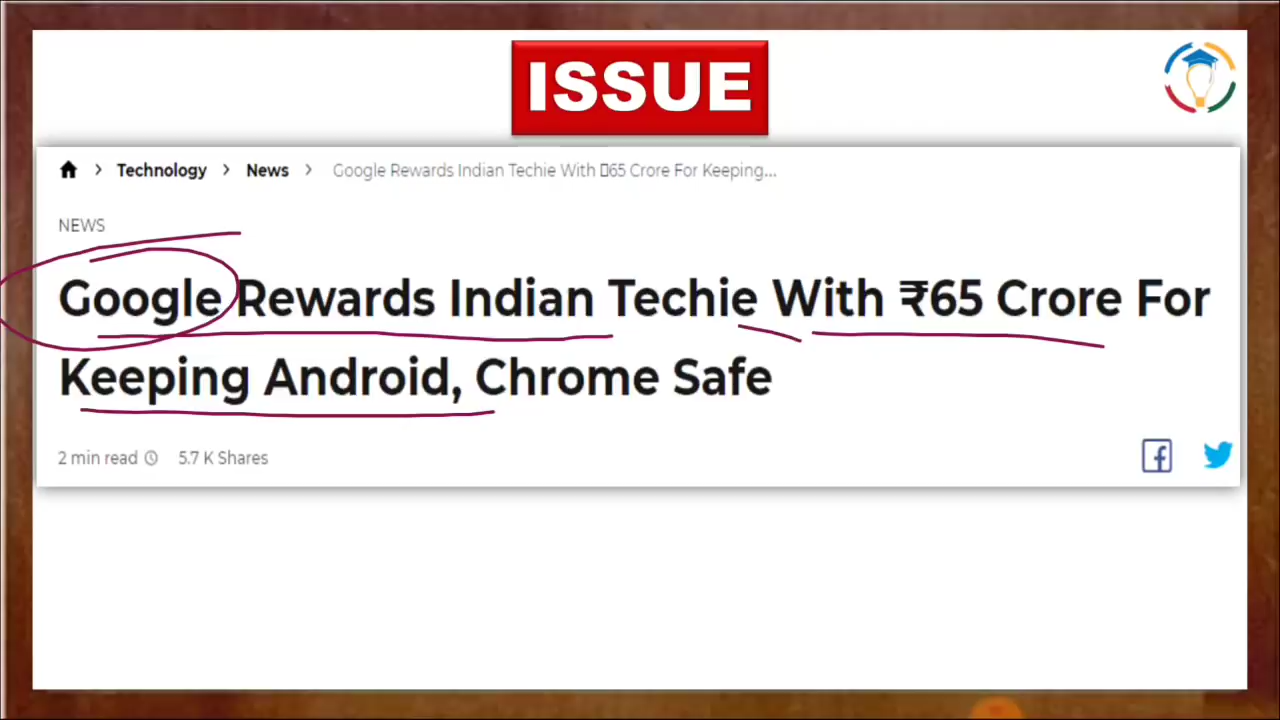 ISSUE
Technology > News > Google Rewards Indian Techie With ▯65 Crore For Keeping...
NEWS
Google Rewards Indian Techie With ₹65 Crore For
Keeping Android, Chrome Safe
2 min read 5.7 K Shares